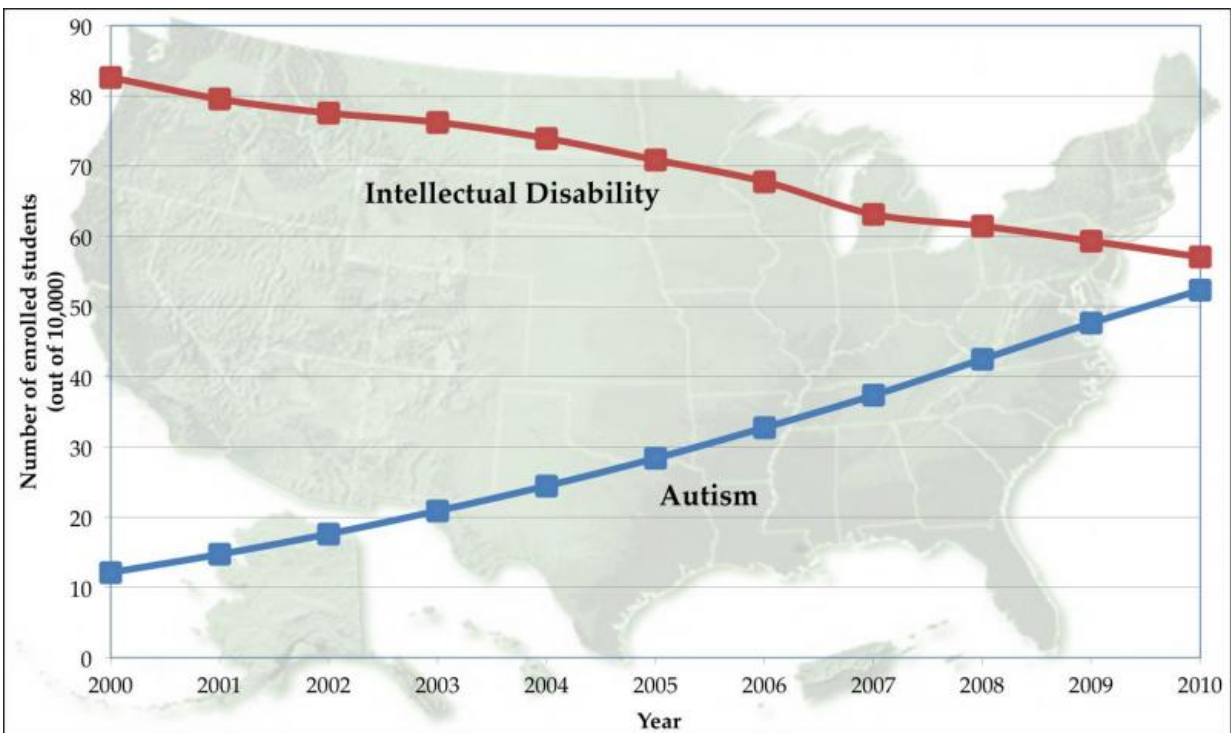 90
80
70
60
50
40
30
20
10
0
Number of enrolled students
(out of 10,000)
Intellectual Disability
Autism
2000 2001 2002 2003 2004 2005 2006 2007 2008 2009 2010
Year